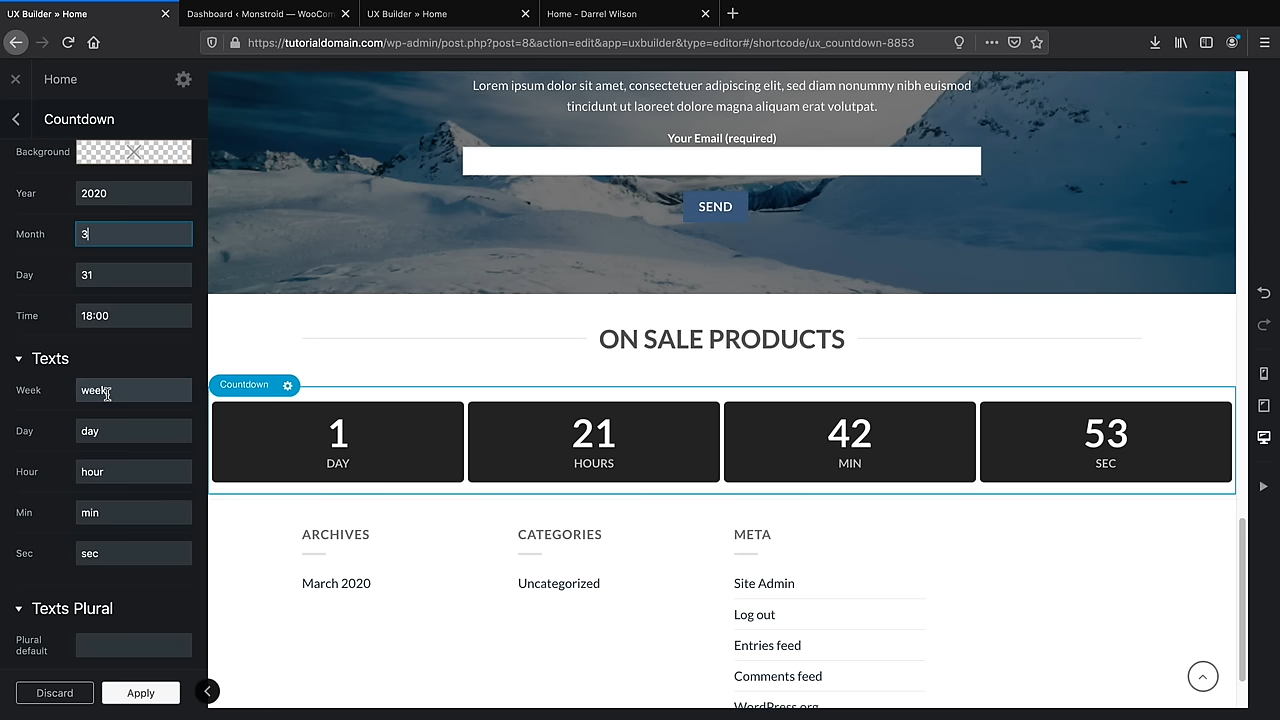 UX Builder » Home
Dashboard ‹ Monstroid — WooCom
UX Builder » Home
Home - Darrel Wilson
https://tutorialdomain.com/wp-admin/post.php?post=8&action=edit&app=uxbuilder&type=editor#/shortcode/ux_countdown-8853
Home
Countdown
Background
Year
2020
Month
3
Day
31
Time
18:00
Texts
Week
week
Day
day
Hour
hour
Min
min
Sec
sec
Texts Plural
Plural
default
Discard
Apply
Lorem ipsum dolor sit amet, consectetuer adipiscing elit, sed diam nonummy nibh euismod
tincidunt ut laoreet dolore magna aliquam erat volutpat.
Your Email (required)
SEND
ON SALE PRODUCTS
Countdown
1
DAY
21
HOURS
42
MIN
53
SEC
ARCHIVES
March 2020
CATEGORIES
Uncategorized
META
Site Admin
Log out
Entries feed
Comments feed
WordPress.org